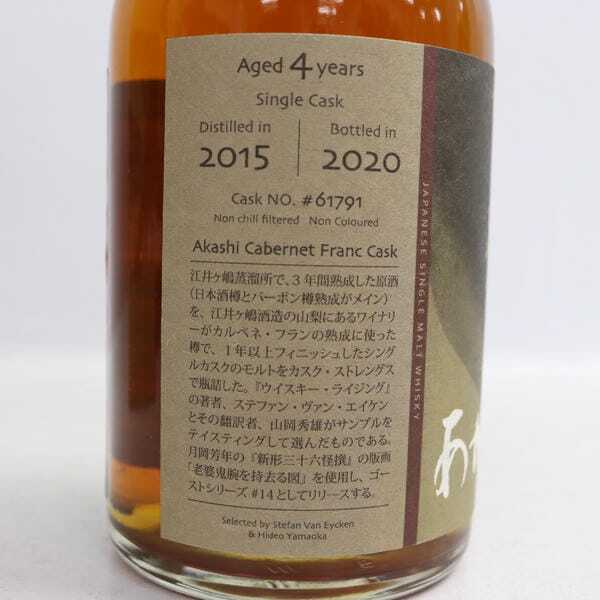 Aged 4 years
Single Cask
Distilled in
2015
Bottled in
2020
Cask NO. #61791
Non chill filtered Non Coloured
Akashi Cabernet Franc Cask
江井ヶ嶋蒸溜所で、3年間熟成した原酒
(日本酒樽とバーボン樽熟成がメイン)
を、江井ヶ嶋酒造の山梨にあるワイナリ
ーがカルベネ・フランの熟成に使った
樽で、1年以上フィニッシュしたシング
ルカスクのモルトをカスク・ストレングス
で瓶詰した。『ウイスキー・ライジング』
の著者、ステファン・ヴァン・エイケン
とその翻訳者、山岡秀雄がサンプルを
テイスティングして選んだものである。
月岡芳年の『新形三十六怪撰』の版画
「老婆鬼腕を持去る図」を使用し、ゴー
ストシリーズ #14としてリリースする。
Selected by Stefan Van Eycken
& Hideo Yamaoka
JAPANESE SINGLE MALT WHISKY
あ